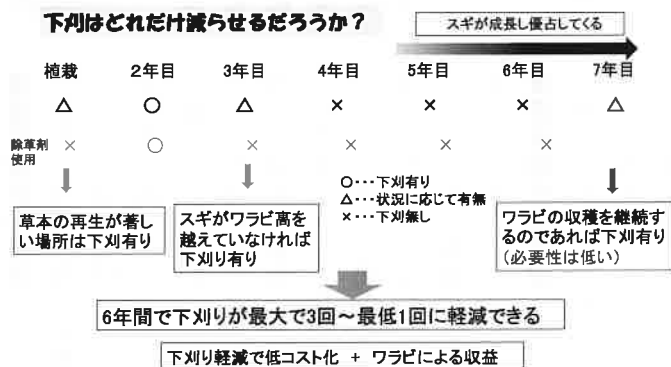 下刈はどれだけ減らせるだろうか？
スギが成長し優占してくる
植栽 2年目 3年目 4年目 5年目 6年目 7年目
△ ○ △ × × × △
除草剤
使用
× ○ × × × ×
○・・・下刈有り
△・・・状況に応じて有無
×・・・下刈無し
草本の再生が著し
い場所は下刈有り
スギがワラビ高を
越えていなければ
下刈り有り
ワラビの収穫を継続す
るのであれば下刈有り
(必要性は低い)
6年間で下刈りが最大で3回～最低1回に軽減できる
下刈り軽減で低コスト化 + ワラビによる収益